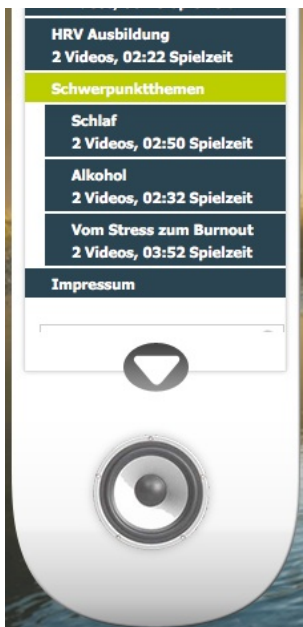 HRV Ausbildung
2 Videos, 02:22 Spielzeit
Schwerpunktthemen
Schlaf
2 Videos, 02:50 Spielzeit
Alkohol
2 Videos, 02:32 Spielzeit
Vom Stress zum Burnout
2 Videos, 03:52 Spielzeit
Impressum